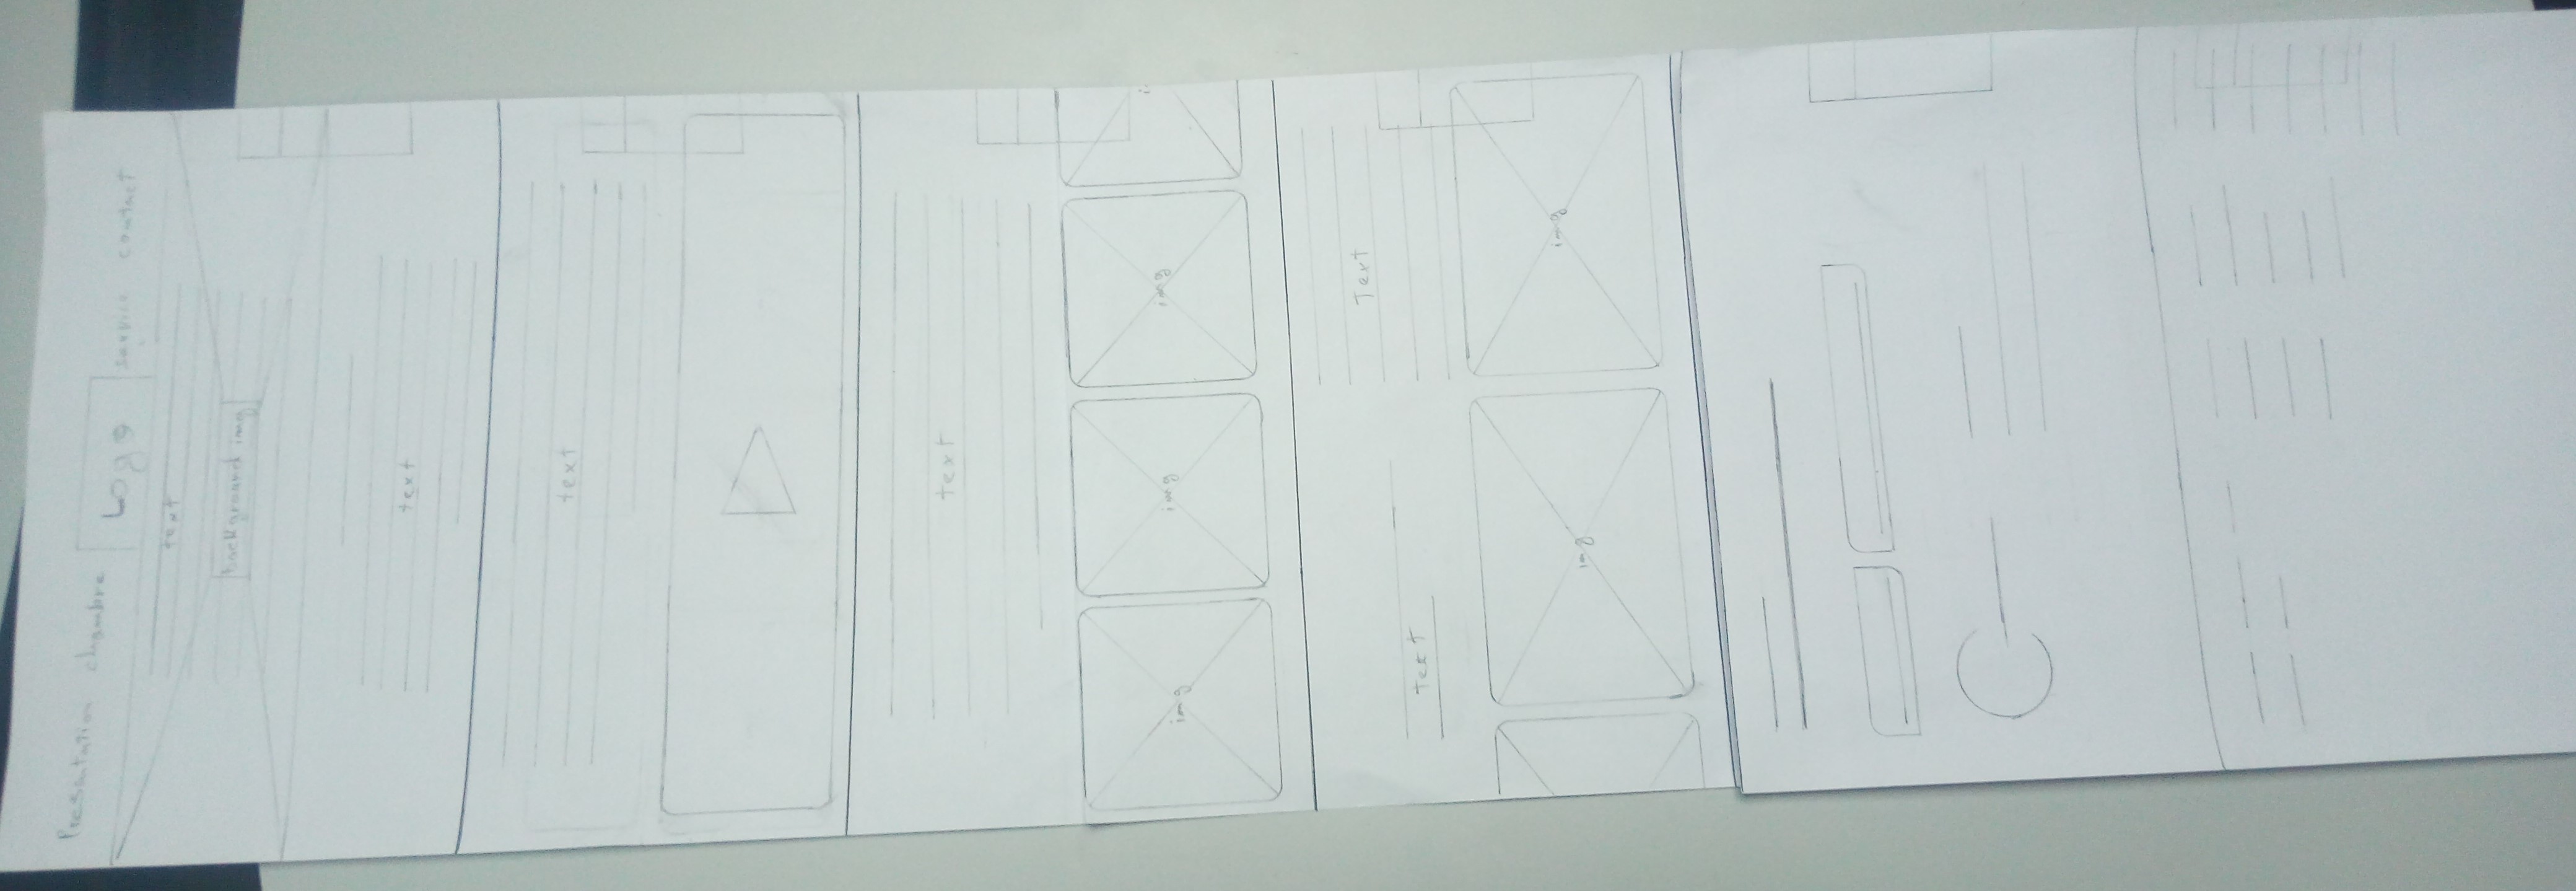 Presentation chambre Logo service contact
text
background img
text
text
text
img img img
Text
text
img img